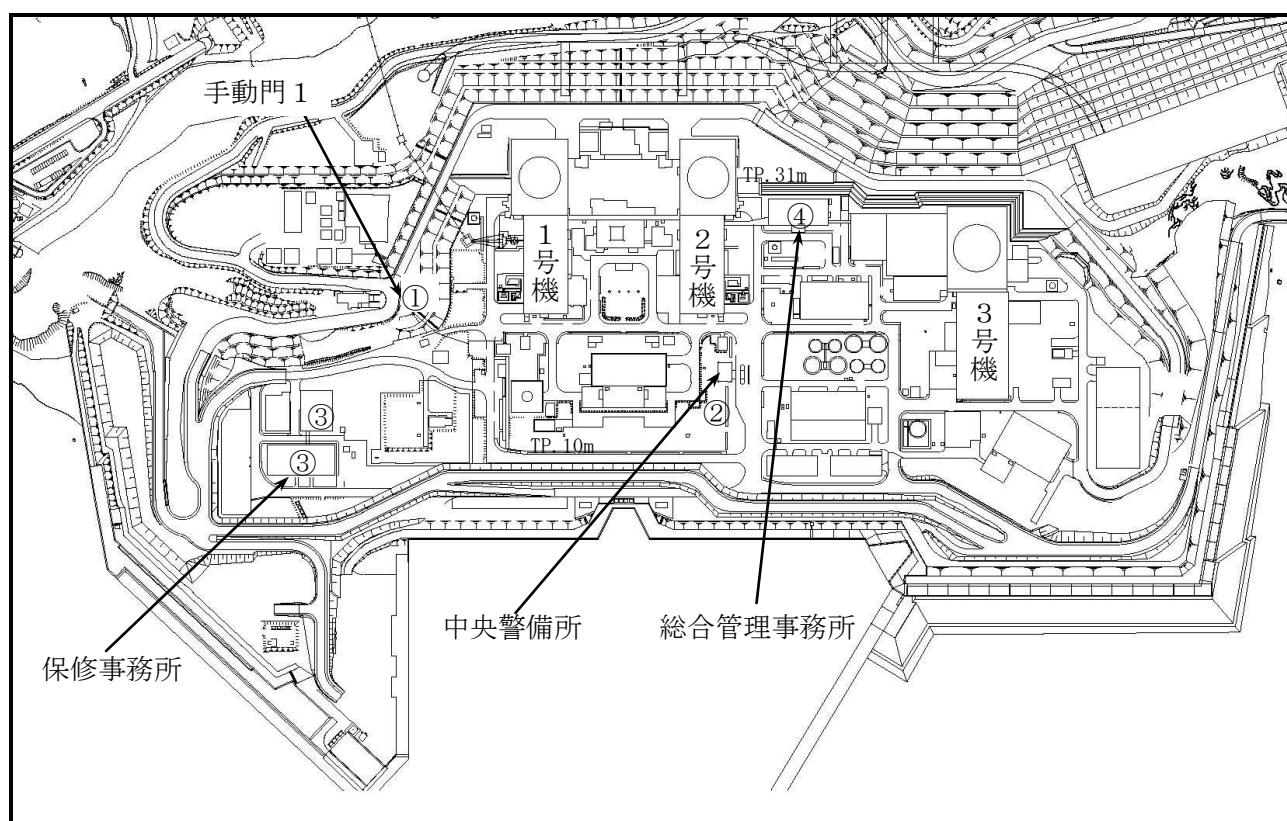 手動門１
TP.31m
④
１号機
２号機
①
３号機
②
③
TP.10m
③
中央警備所
総合管理事務所
保修事務所